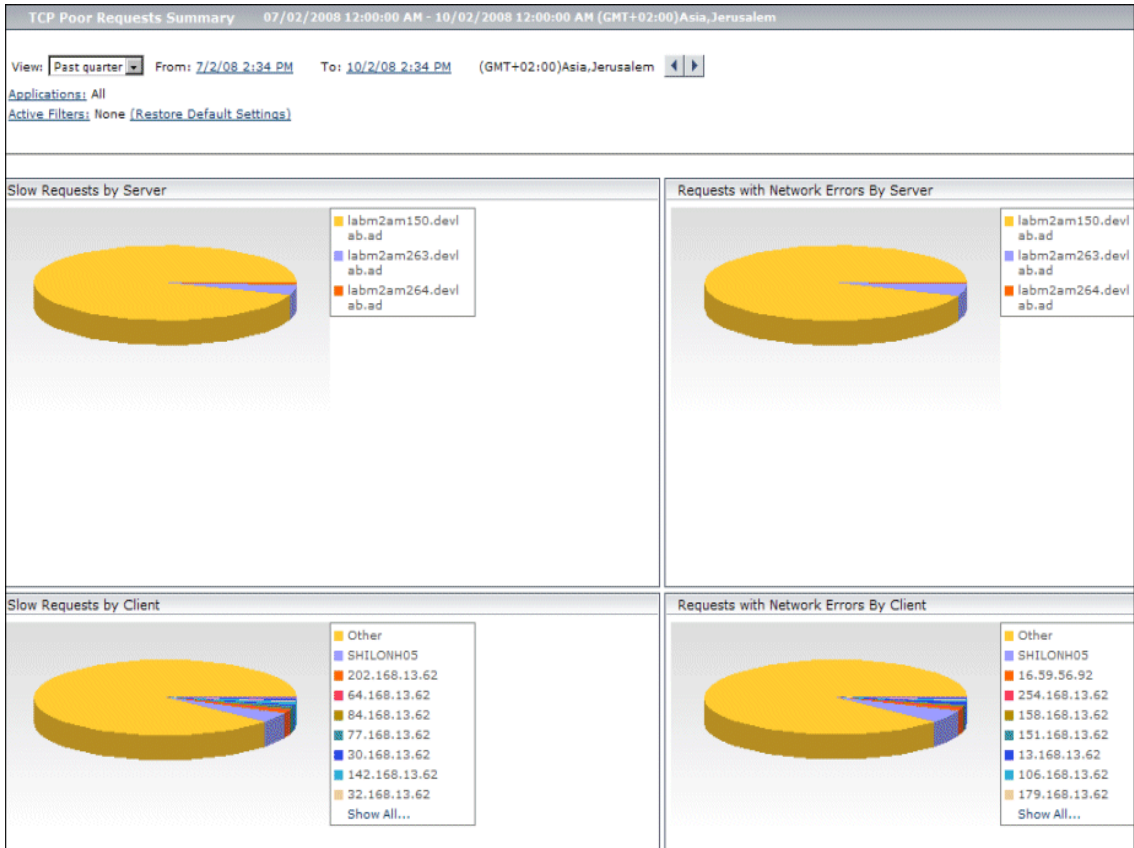 TCP Poor Requests Summary 07/02/2008 12:00:00 AM - 10/02/2008 12:00:00 AM (GMT+02:00)Asia,Jerusalem
View: Past quarter From: 7/2/08 2:34 PM To: 10/2/08 2:34 PM (GMT+02:00)Asia,Jerusalem
Applications: All
Active Filters: None (Restore Default Settings)
Slow Requests by Server
labm2am150.devl
ab.ad
labm2am263.devl
ab.ad
labm2am264.devl
ab.ad
Requests with Network Errors By Server
labm2am150.devl
ab.ad
labm2am263.devl
ab.ad
labm2am264.devl
ab.ad
Slow Requests by Client
Other
SHILONH05
202.168.13.62
64.168.13.62
84.168.13.62
77.168.13.62
30.168.13.62
142.168.13.62
32.168.13.62
Show All...
Requests with Network Errors By Client
Other
SHILONH05
16.59.56.92
254.168.13.62
158.168.13.62
151.168.13.62
13.168.13.62
106.168.13.62
179.168.13.62
Show All...